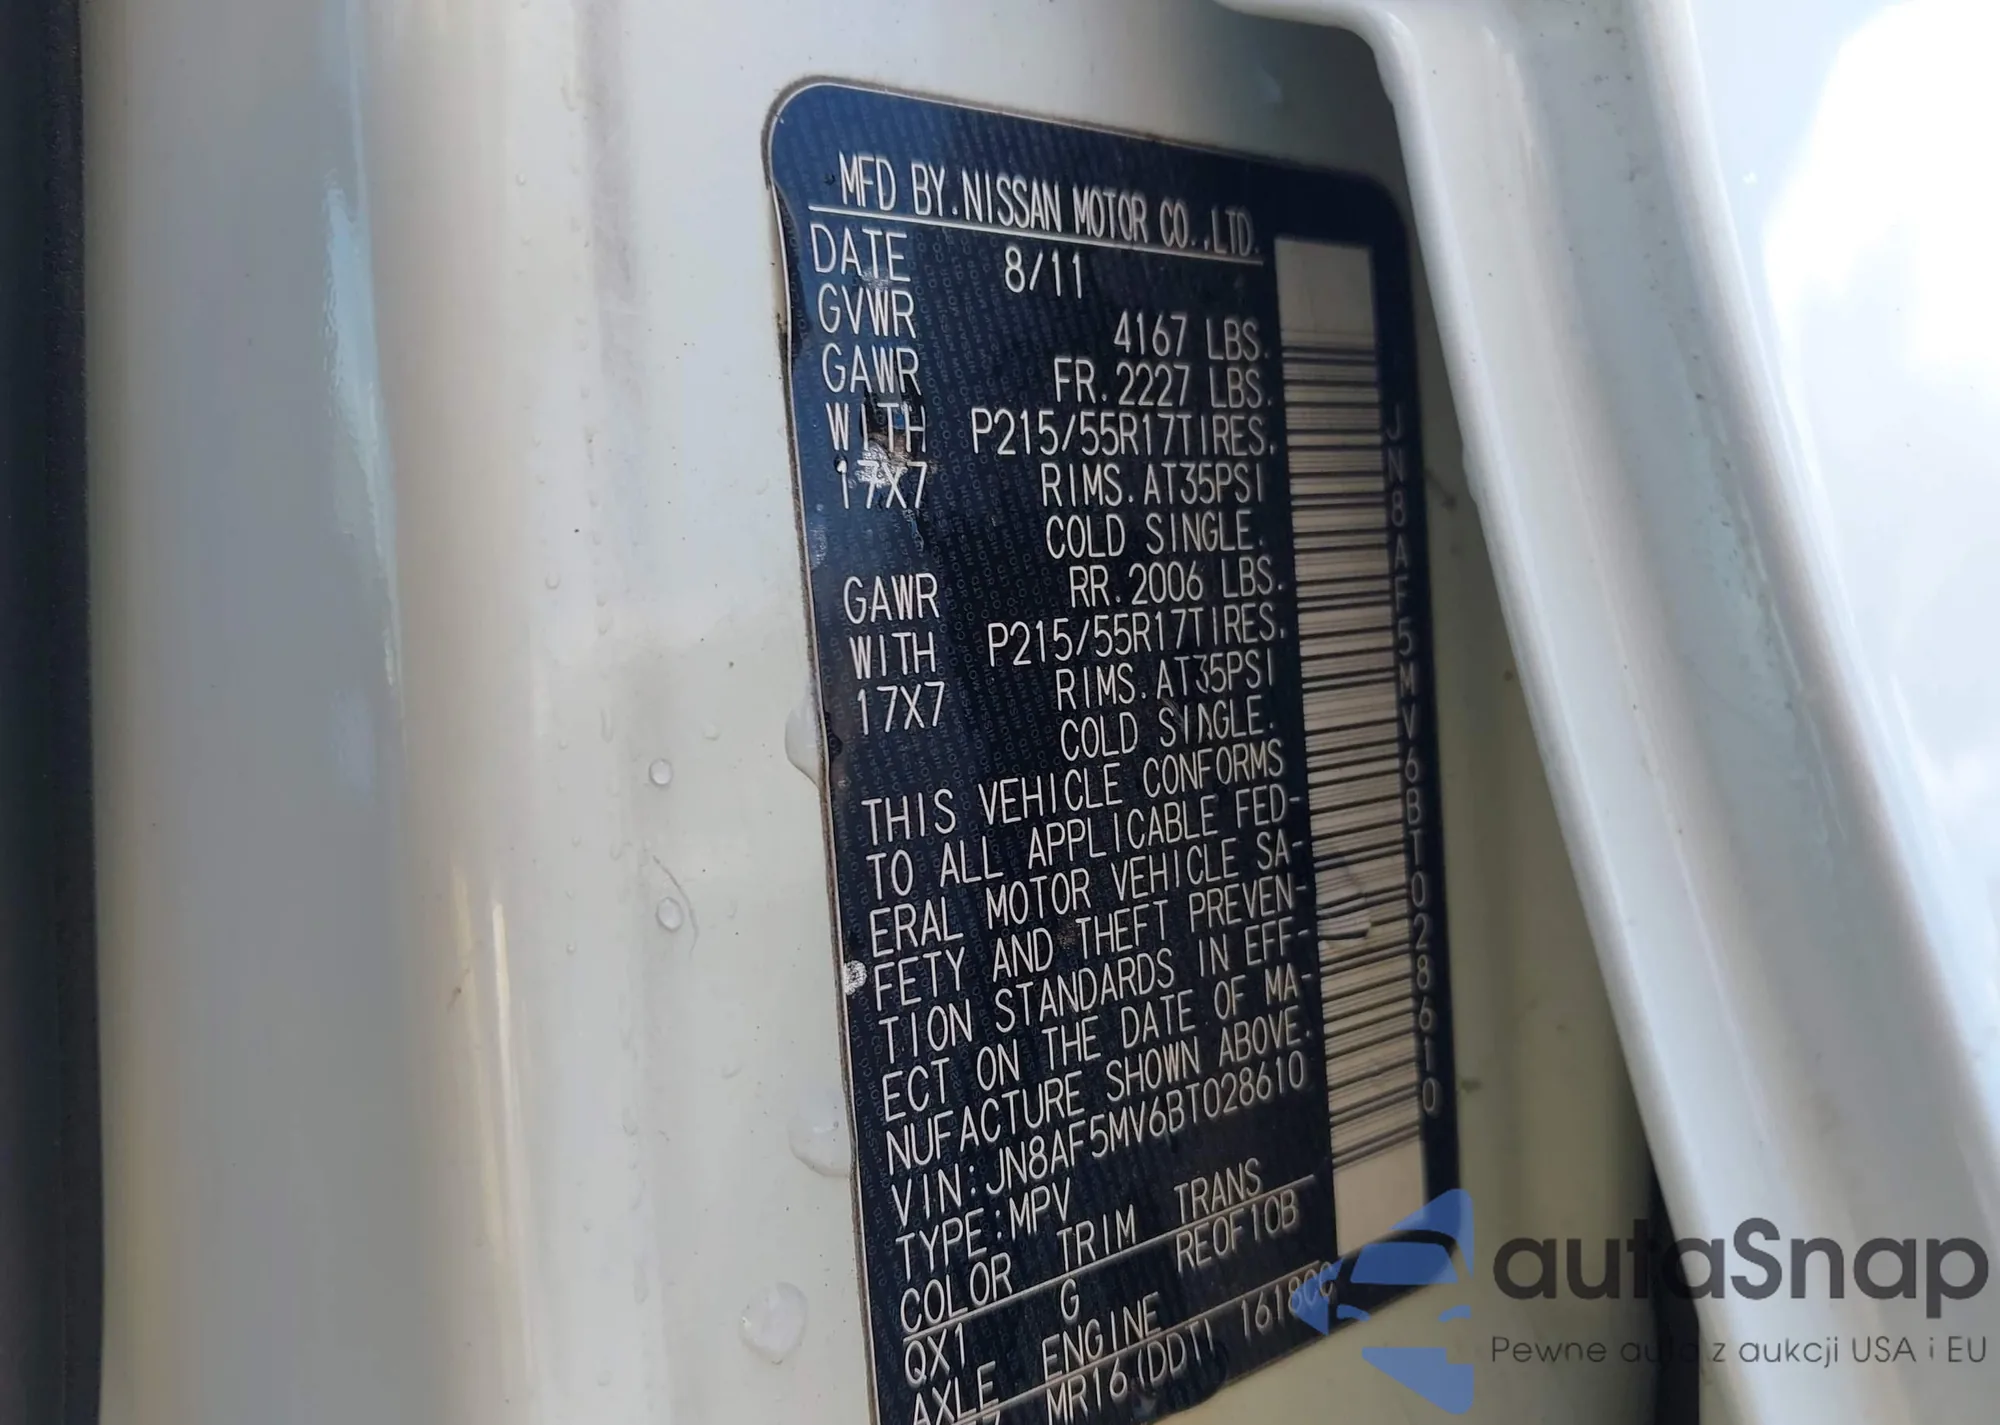 MFD BY.NISSAN MOTOR CO.,LTD.
DATE 8/11
GVWR 4167 LBS.
GAWR FR. 2227 LBS.
WITH P215/55R17TIRES.
17X7 RIMS. AT35PSI
COLD SINGLE.
GAWR RR. 2006 LBS.
WITH P215/55R17TIRES.
17X7 RIMS. AT35PSI
COLD SINGLE.
THIS VEHICLE CONFORMS
TO ALL APPLICABLE FED-
ERAL MOTOR VEHICLE SA-
FETY AND THEFT PREVEN-
TION STANDARDS IN EFF-
ECT ON THE DATE OF MA-
NUFACTURE SHOWN ABOVE.
VIN: JN8AF5MV6BT028610
TYPE: MPV
COLOR TRIM TRANS
QX1 G RE0F10B
AXLE ENGINE
MR16 (DDT) 1618CC
JN8AF5MV6BT028610
autaSnap
Pewne auta z aukcji USA i EU